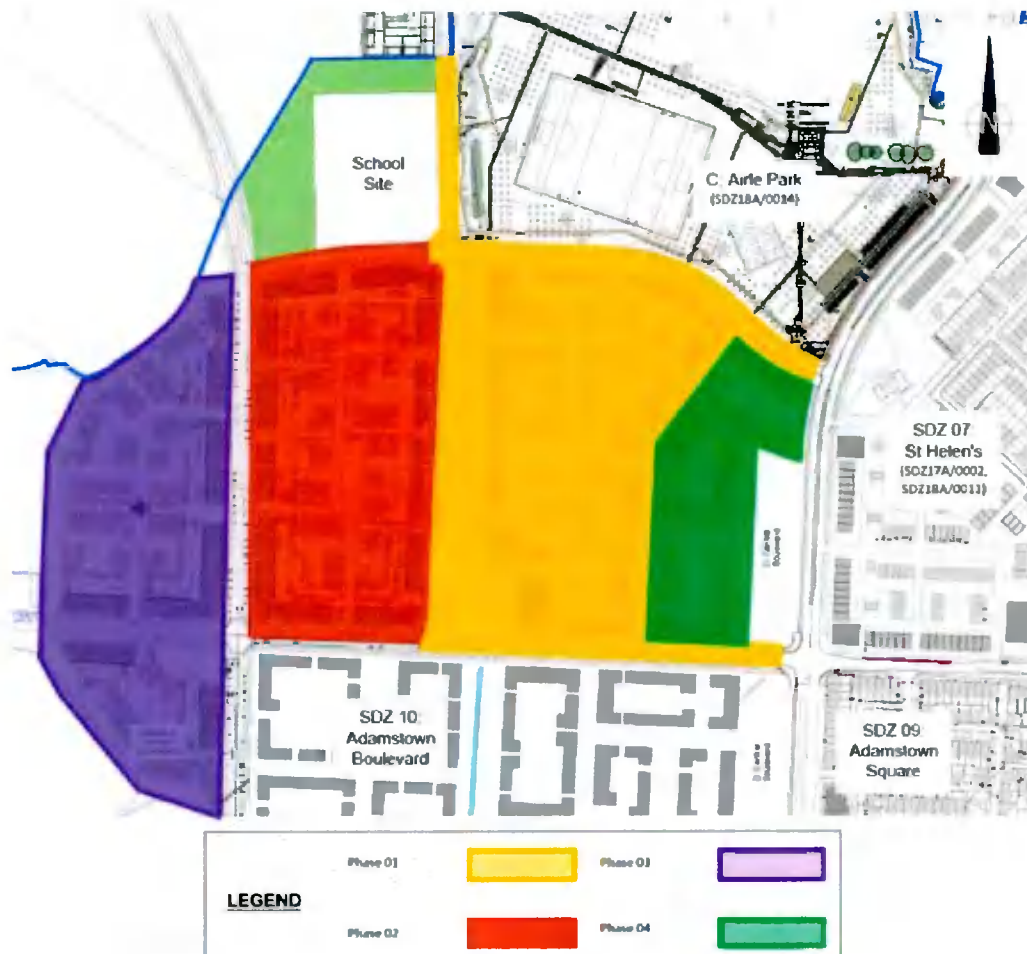 N
School
Site
C. Airlie Park
(SDZ18A/0014)
SDZ 07
St Helen's
(SDZ17A/0002,
SDZ18A/0011)
SDZ 10:
Adamstown
Boulevard
SDZ 09:
Adamstown
Square
Phase 01
Phase 03
LEGEND
Phase 02
Phase 04